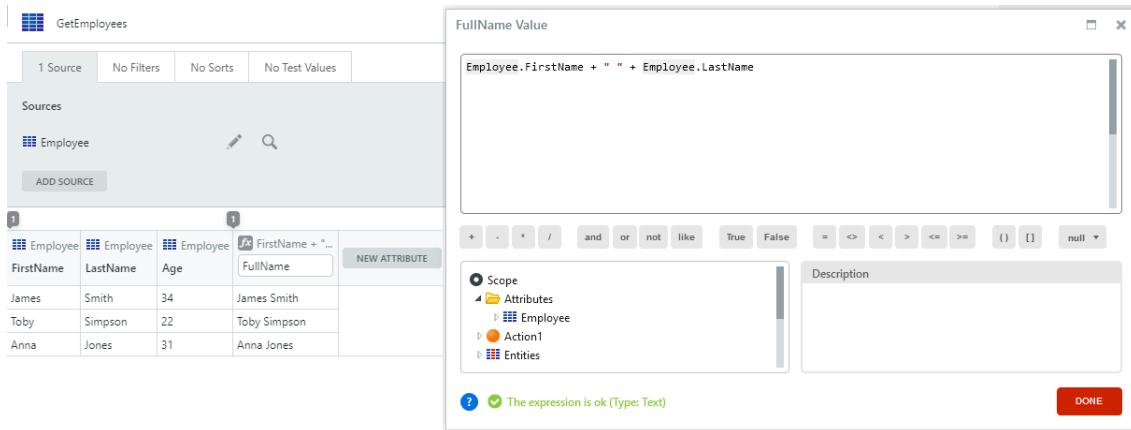 GetEmployees
1 Source No Filters No Sorts No Test Values
Sources
Employee
ADD SOURCE
1 1
Employee Employee Employee fx FirstName + "...
FirstName LastName Age FullName NEW ATTRIBUTE
James Smith 34 James Smith
Toby Simpson 22 Toby Simpson
Anna Jones 31 Anna Jones
FullName Value
Employee.FirstName + " " + Employee.LastName
+ - * / and or not like True False = <> < > <= >= () [] null
Scope
Attributes
Employee
Action1
Entities
Description
? The expression is ok (Type: Text)
DONE